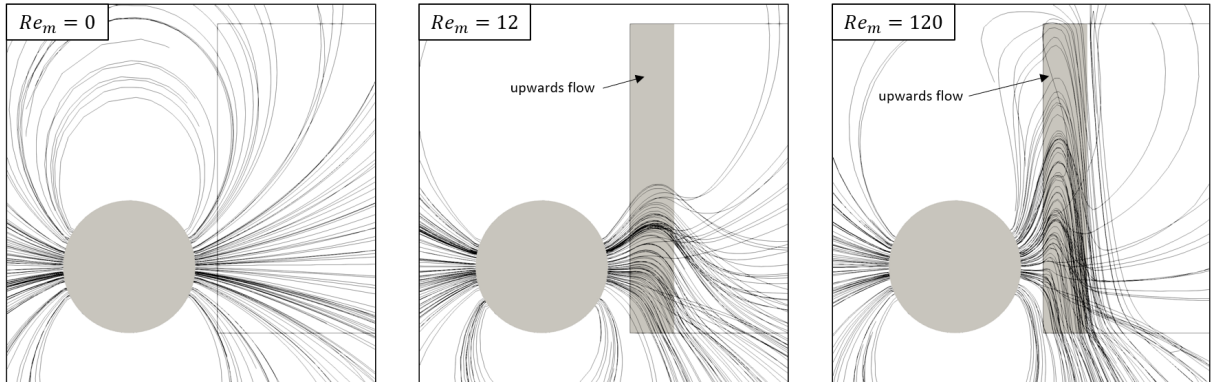 Re_m = 0
Re_m = 12
Re_m = 120
upwards flow
upwards flow